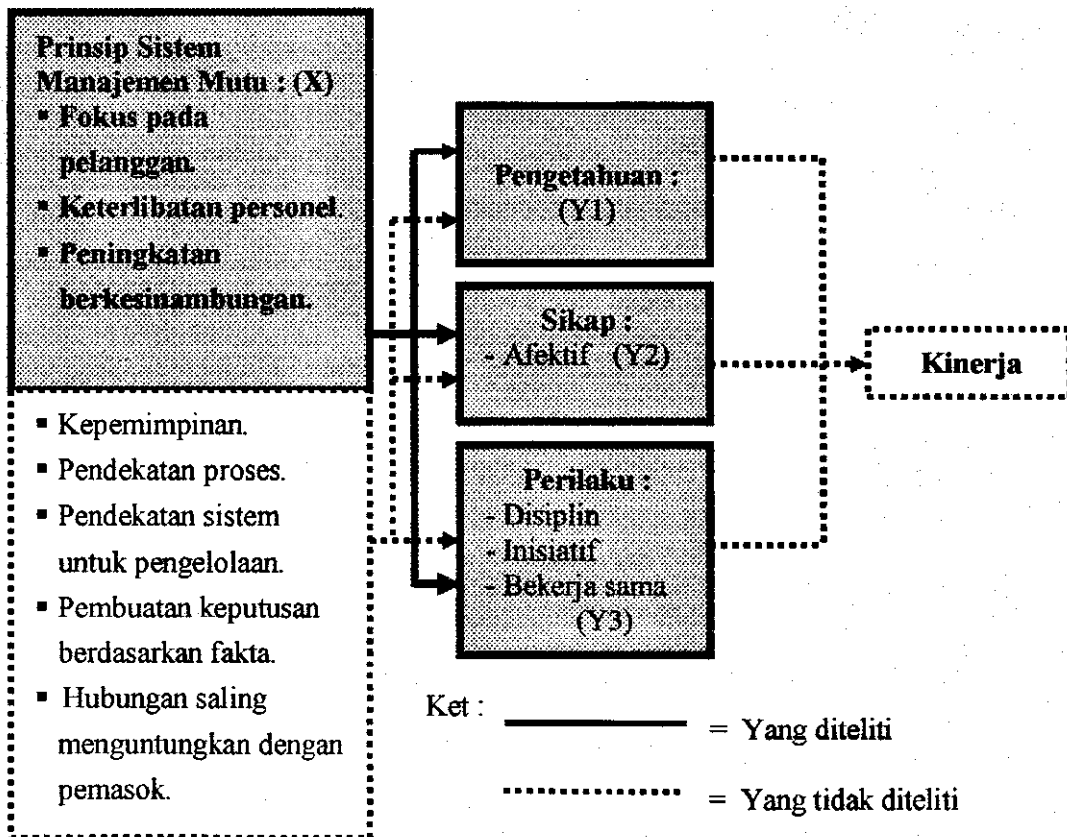 Prinsip Sistem
Manajemen Mutu : (X)
▪ Fokus pada
pelanggan.
▪ Keterlibatan personel.
▪ Peningkatan
berkesinambungan.
▪ Kepemimpinan.
▪ Pendekatan proses.
▪ Pendekatan sistem
untuk pengelolaan.
▪ Pembuatan keputusan
berdasarkan fakta.
▪ Hubungan saling
menguntungkan dengan
pemasok.
Pengetahuan :
(Y1)
Sikap :
- Afektif (Y2)
Perilaku :
- Disiplin
- Inisiatif
- Bekerja sama
(Y3)
Kinerja
Ket :
= Yang diteliti
= Yang tidak diteliti